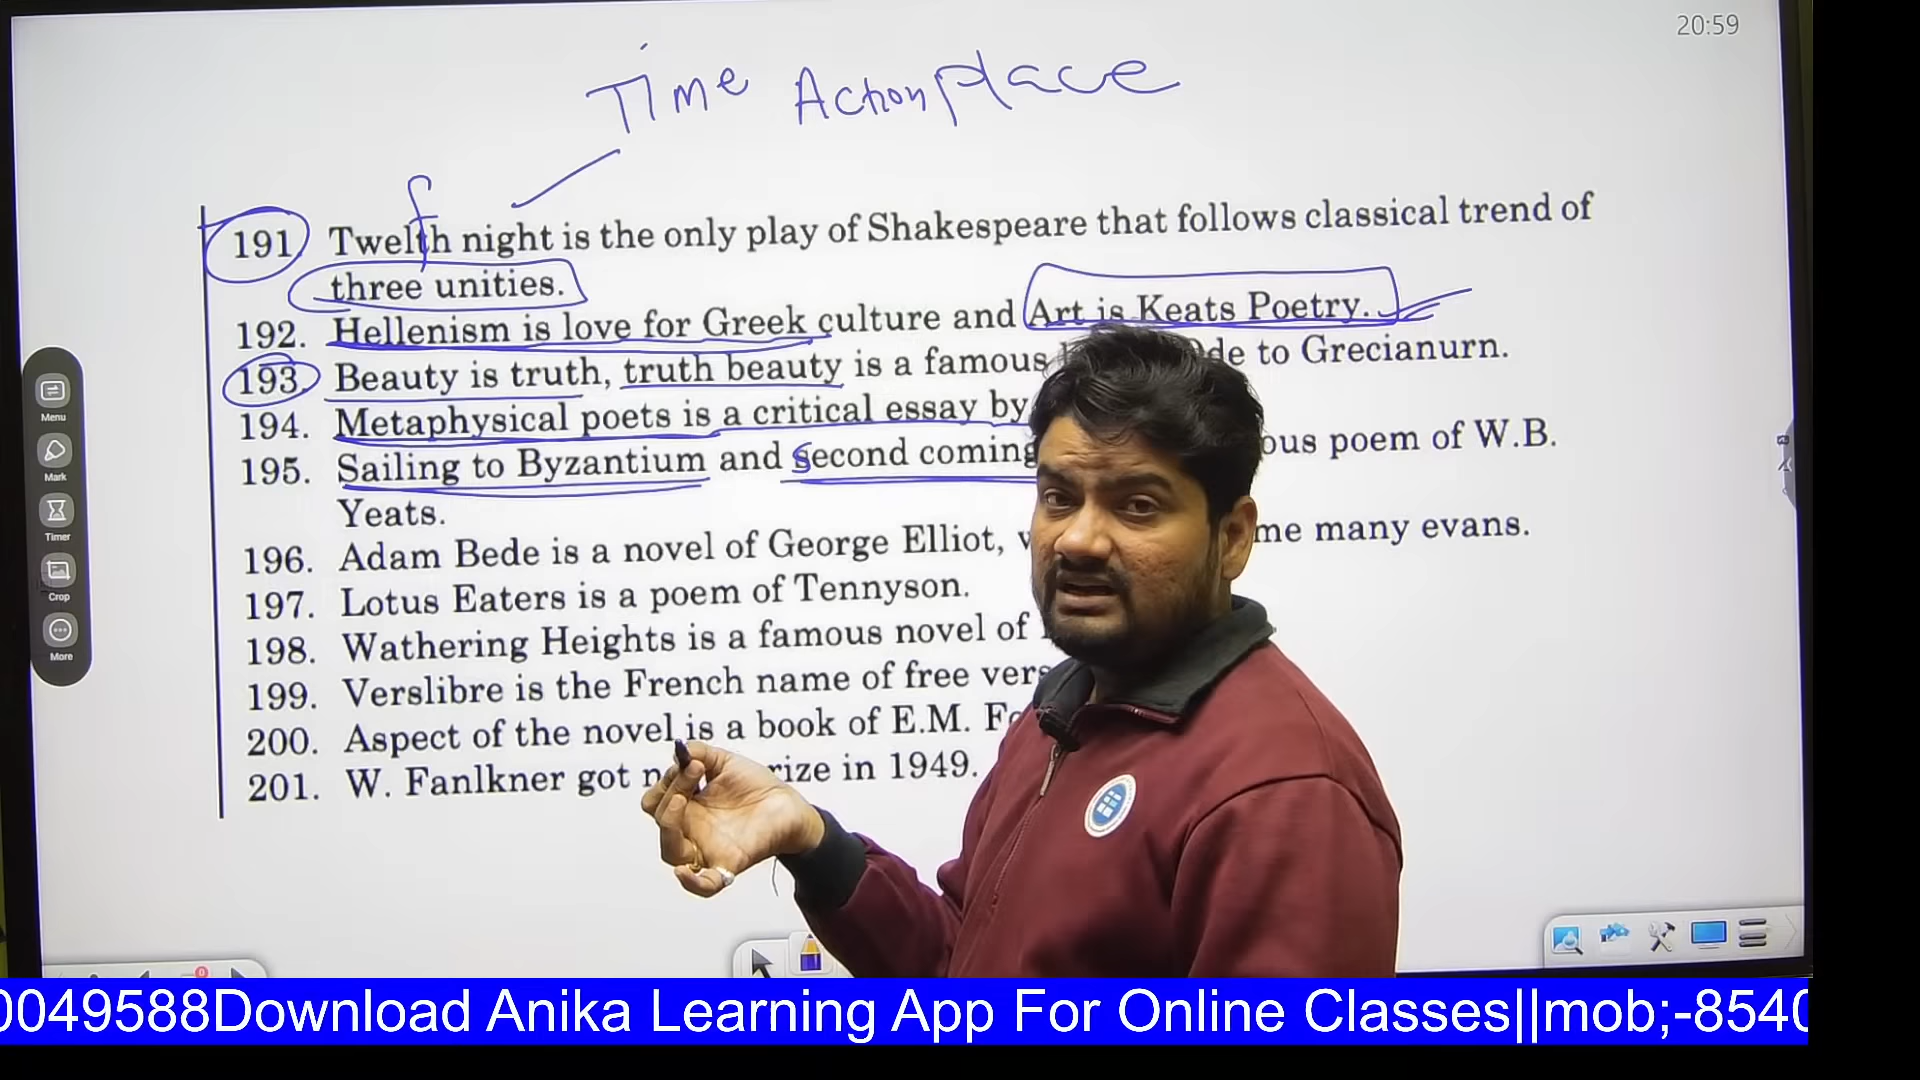 20:59
Time Action place
f
191. Twelth night is the only play of Shakespeare that follows classical trend of
three unities.
192. Hellenism is love for Greek culture and Art is Keats Poetry.
193. Beauty is truth, truth beauty is a famous de to Grecianurn.
194. Metaphysical poets is a critical essay by
195. Sailing to Byzantium and second coming ous poem of W.B.
Yeats.
196. Adam Bede is a novel of George Elliot, me many evans.
197. Lotus Eaters is a poem of Tennyson.
198. Wathering Heights is a famous novel of
199. Verslibre is the French name of free vers
200. Aspect of the novel is a book of E.M. Fo
201. W. Fanlkner got n rize in 1949.
Menu
Mark
Timer
Crop
More
0
0049588Download Anika Learning App For Online Classes||mob;-8540